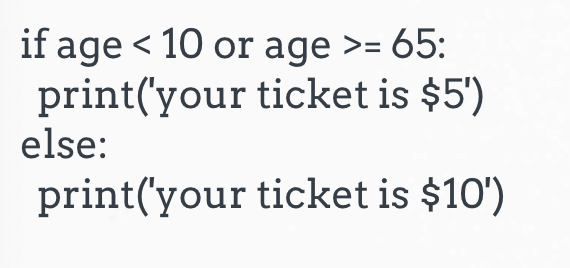 if age < 10 or age >= 65:
  print('your ticket is $5')
else:
  print('your ticket is $10')